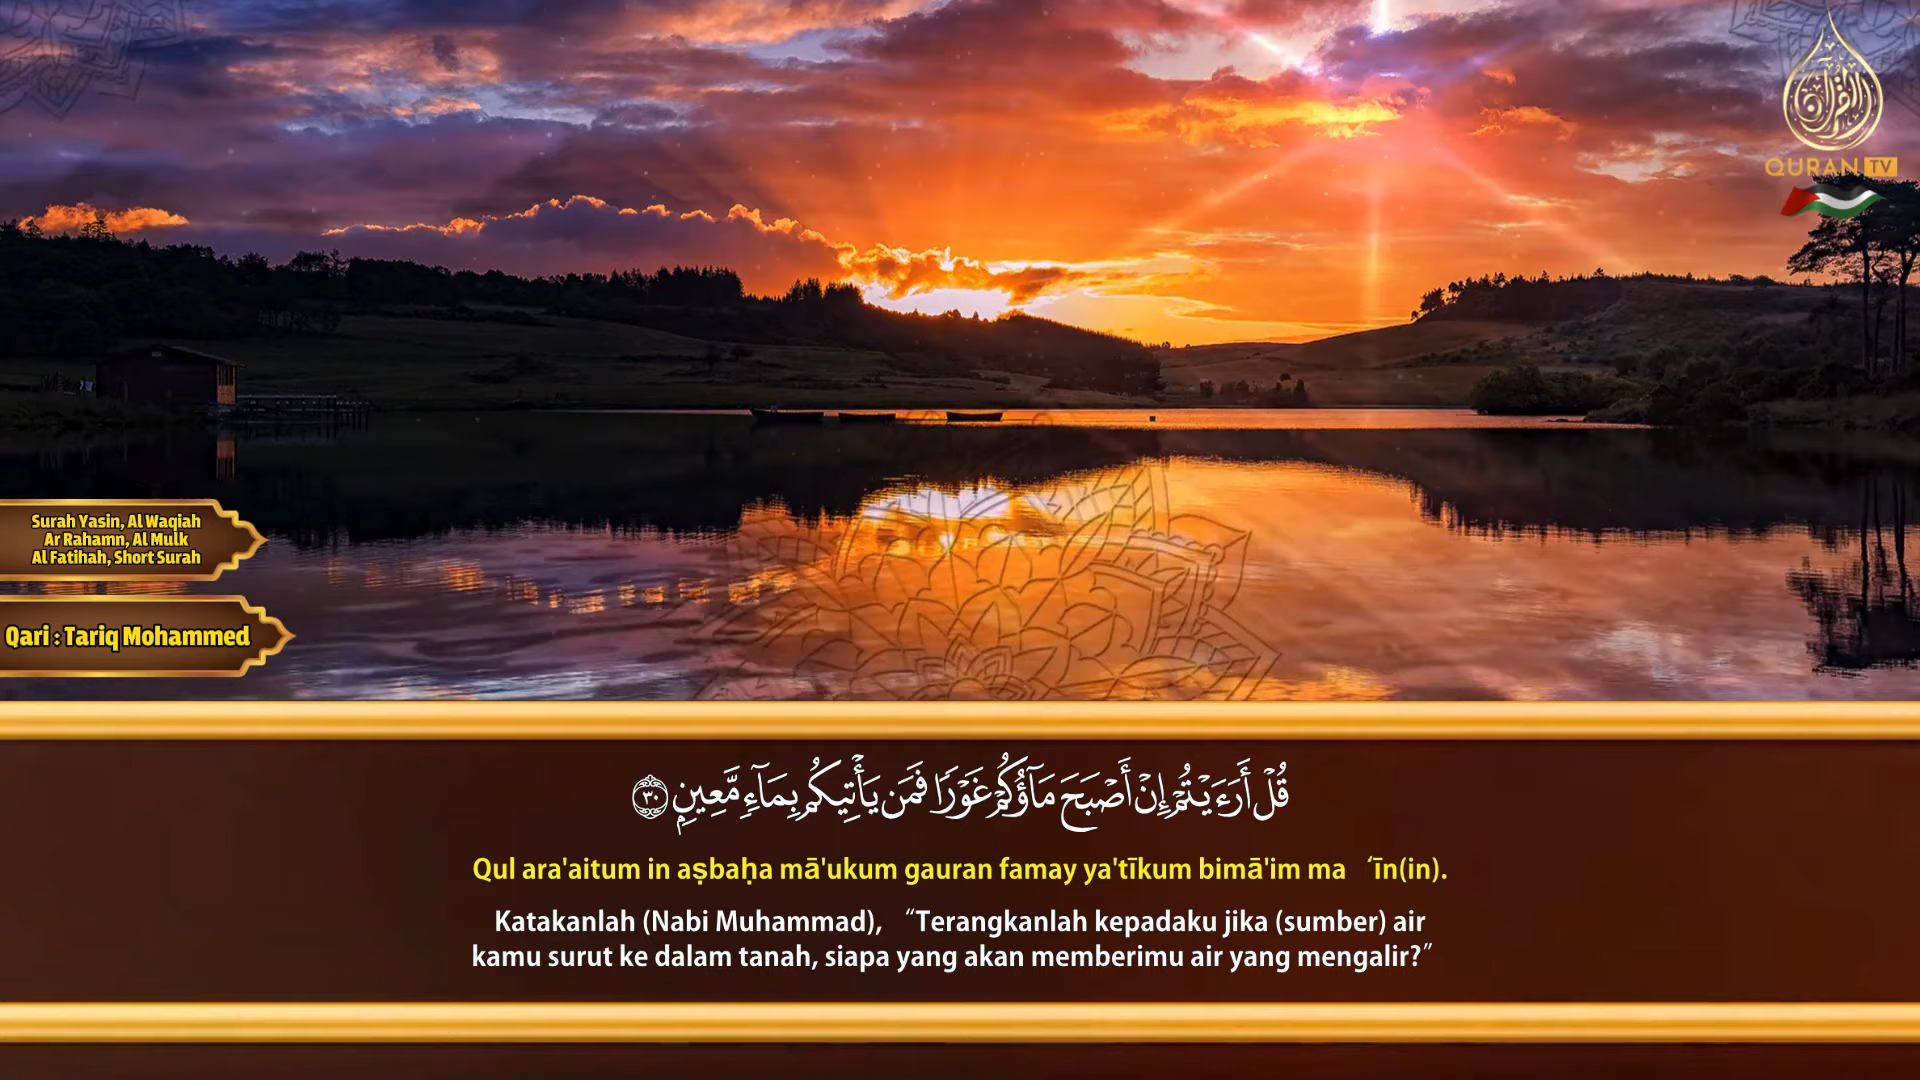 القرآن
QURAN TV
Surah Yasin, Al Waqiah
Ar Rahamn, Al Mulk
Al Fatihah, Short Surah
Qari : Tariq Mohammed
قُلْ أَرَءَيْتُمْ إِنْ أَصْبَحَ مَآؤُكُمْ غَوْرًا فَمَن يَأْتِيكُم بِمَآءٍ مَّعِينٍۭ ٣٠
Qul ara'aitum in aṣbaḥa mā'ukum gauran famay ya'tīkum bimā'im ma ‘īn(in).
Katakanlah (Nabi Muhammad), “Terangkanlah kepadaku jika (sumber) air
kamu surut ke dalam tanah, siapa yang akan memberimu air yang mengalir?”